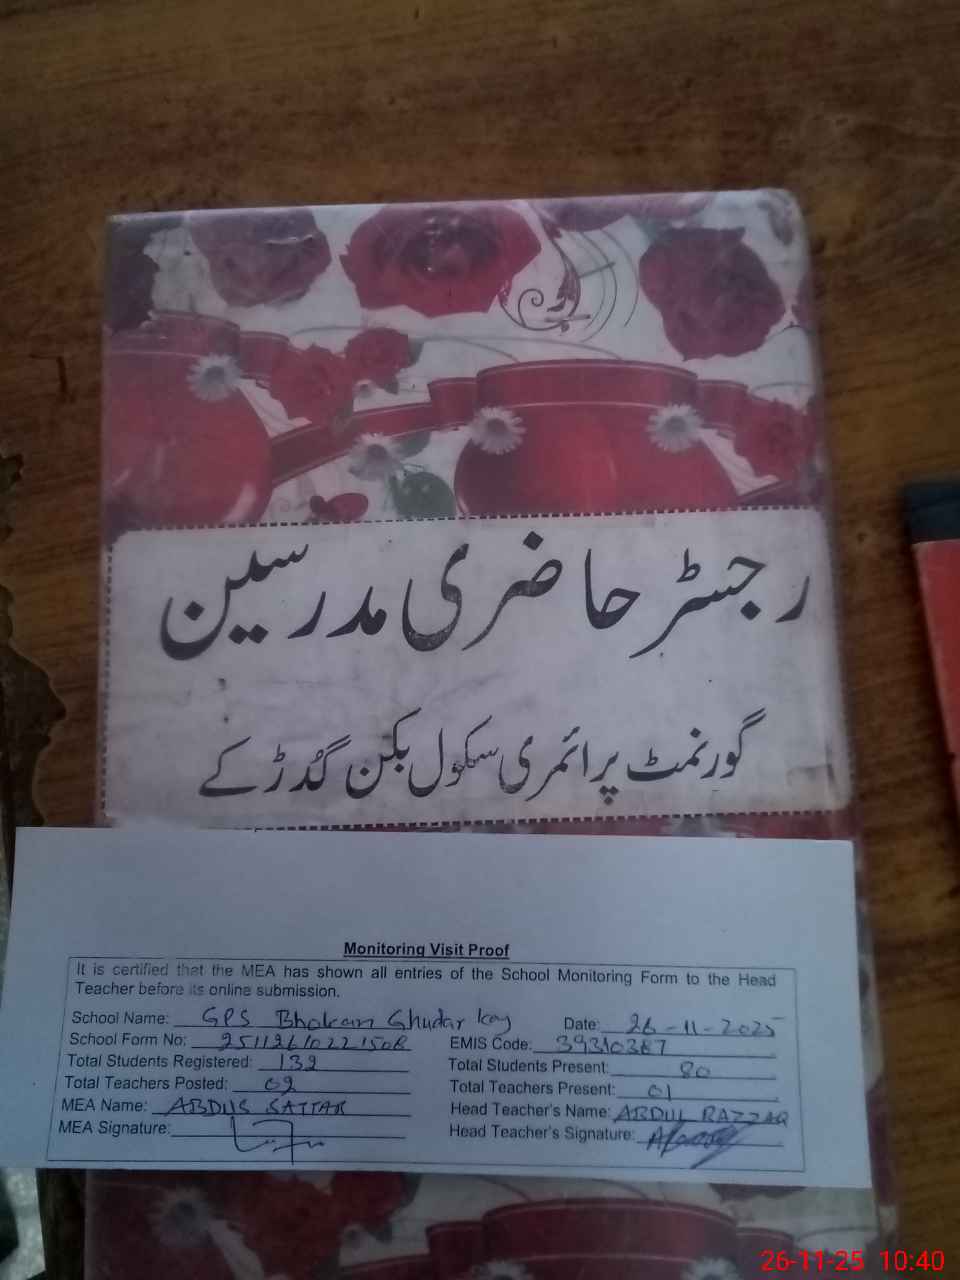 رجسٹر حاضری مدرسین
گورنمنٹ پرائمری سکول بکن گدڑ کے
Monitoring Visit Proof
It is certified that the MEA has shown all entries of the School Monitoring Form to the Head
Teacher before its online submission.
School Name: GPS Bhakan Ghudar Kay Date: 26-11-2025
School Form No: EMIS Code: 39310387
Total Students Registered: 132 Total Students Present: 80
Total Teachers Posted: 02 Total Teachers Present: 01
MEA Name: ABDUS SATTAR Head Teacher's Name: ABDUL RAZZAQ
MEA Signature: Head Teacher's Signature:
26-11-25 10:40